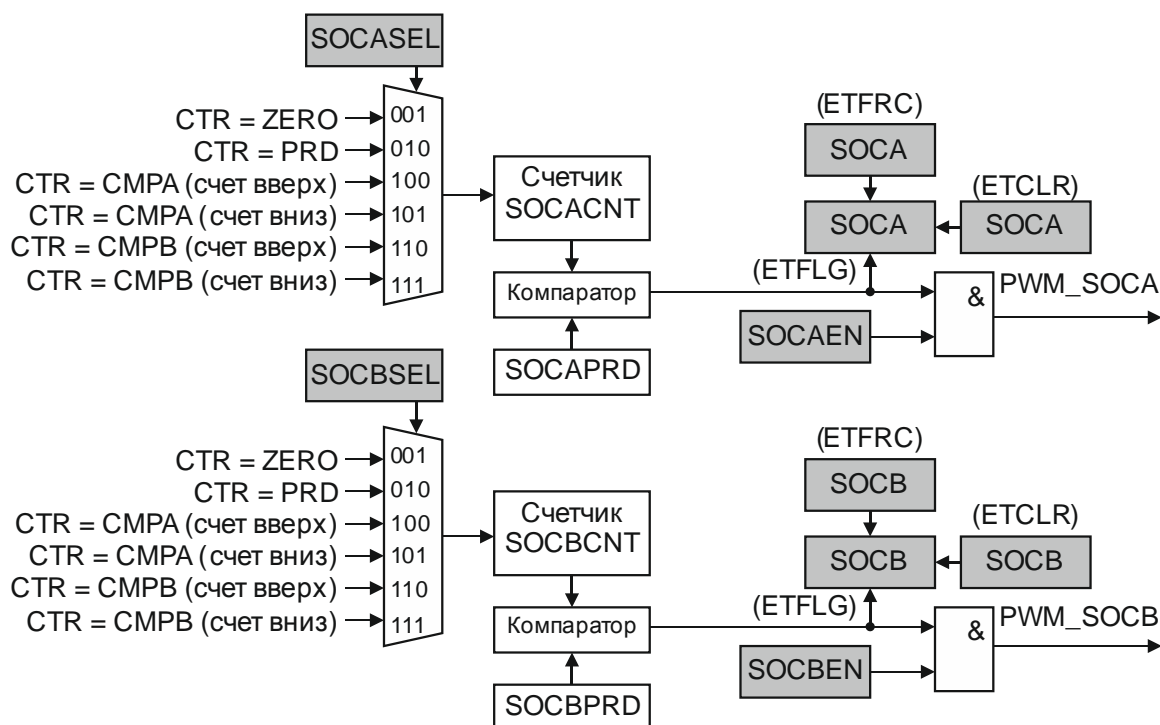 SOCASEL
CTR = ZERO
001
CTR = PRD
010
CTR = CMPA (счет вверх)
100
CTR = CMPA (счет вниз)
101
CTR = CMPB (счет вверх)
110
CTR = CMPB (счет вниз)
111
Счетчик
SOCACNT
Компаратор
SOCAPRD
(ETFRC)
SOCA
(ETCLR)
SOCA
SOCA
(ETFLG)
SOCAEN
&
PWM_SOCA
SOCBSEL
CTR = ZERO
001
CTR = PRD
010
CTR = CMPA (счет вверх)
100
CTR = CMPA (счет вниз)
101
CTR = CMPB (счет вверх)
110
CTR = CMPB (счет вниз)
111
Счетчик
SOCBCNT
Компаратор
SOCBPRD
(ETFRC)
SOCB
(ETCLR)
SOCB
SOCB
(ETFLG)
SOCBEN
&
PWM_SOCB